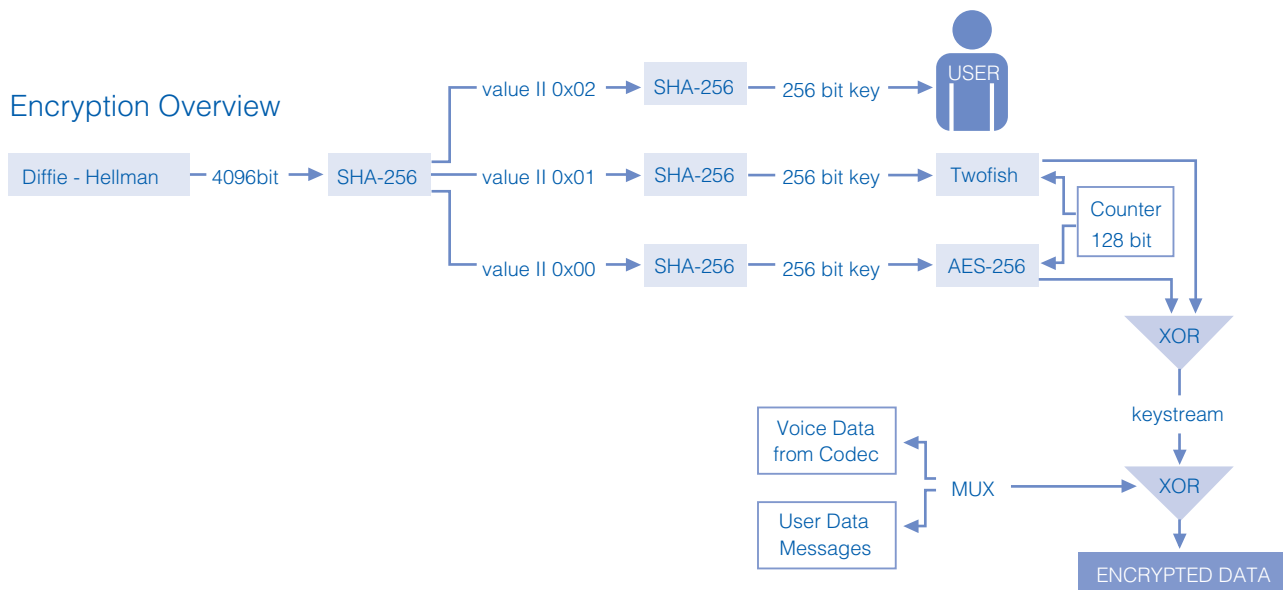 Encryption Overview
value II 0x02
SHA-256
256 bit key
USER
Diffie - Hellman
4096bit
SHA-256
value II 0x01
SHA-256
256 bit key
Twofish
Counter
128 bit
value II 0x00
SHA-256
256 bit key
AES-256
XOR
keystream
Voice Data
from Codec
MUX
XOR
User Data
Messages
ENCRYPTED DATA